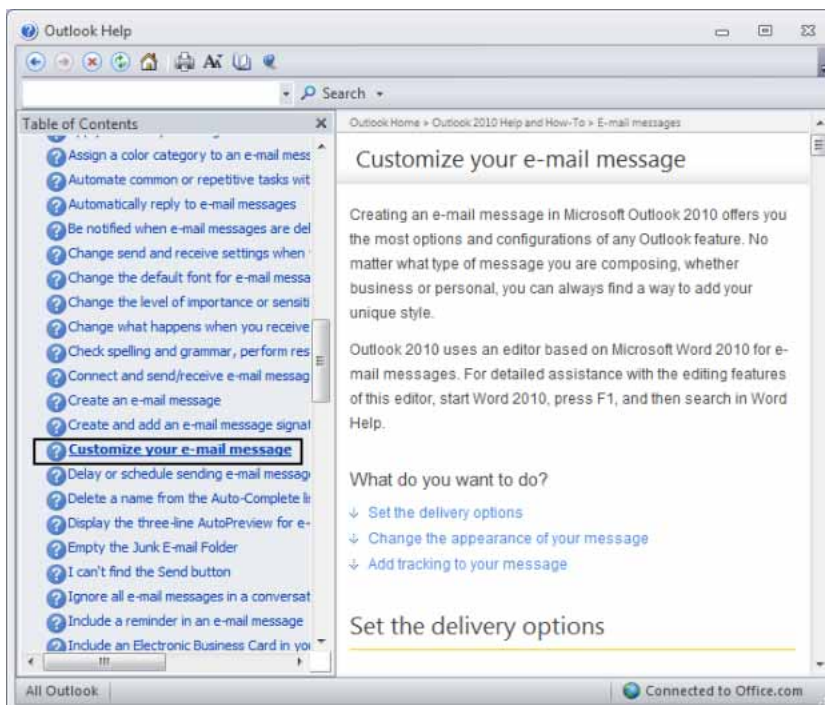 Outlook Help
Search
Table of Contents
Assign a color category to an e-mail mess
Automate common or repetitive tasks wit
Automatically reply to e-mail messages
Be notified when e-mail messages are del
Change send and receive settings when
Change the default font for e-mail messa
Change the level of importance or sensiti
Change what happens when you receive
Check spelling and grammar, perform res
Connect and send/receive e-mail messag
Create an e-mail message
Create and add an e-mail message signat
Customize your e-mail message
Delay or schedule sending e-mail messag
Delete a name from the Auto-Complete li
Display the three-line AutoPreview for e-
Empty the Junk E-mail Folder
I can't find the Send button
Ignore all e-mail messages in a conversat
Include a reminder in an e-mail message
Include an Electronic Business Card in you
Outlook Home > Outlook 2010 Help and How-To > E-mail messages
Customize your e-mail message
Creating an e-mail message in Microsoft Outlook 2010 offers you
the most options and configurations of any Outlook feature. No
matter what type of message you are composing, whether
business or personal, you can always find a way to add your
unique style.
Outlook 2010 uses an editor based on Microsoft Word 2010 for e-
mail messages. For detailed assistance with the editing features
of this editor, start Word 2010, press F1, and then search in Word
Help.
What do you want to do?
↓ Set the delivery options
↓ Change the appearance of your message
↓ Add tracking to your message
Set the delivery options
All Outlook
Connected to Office.com